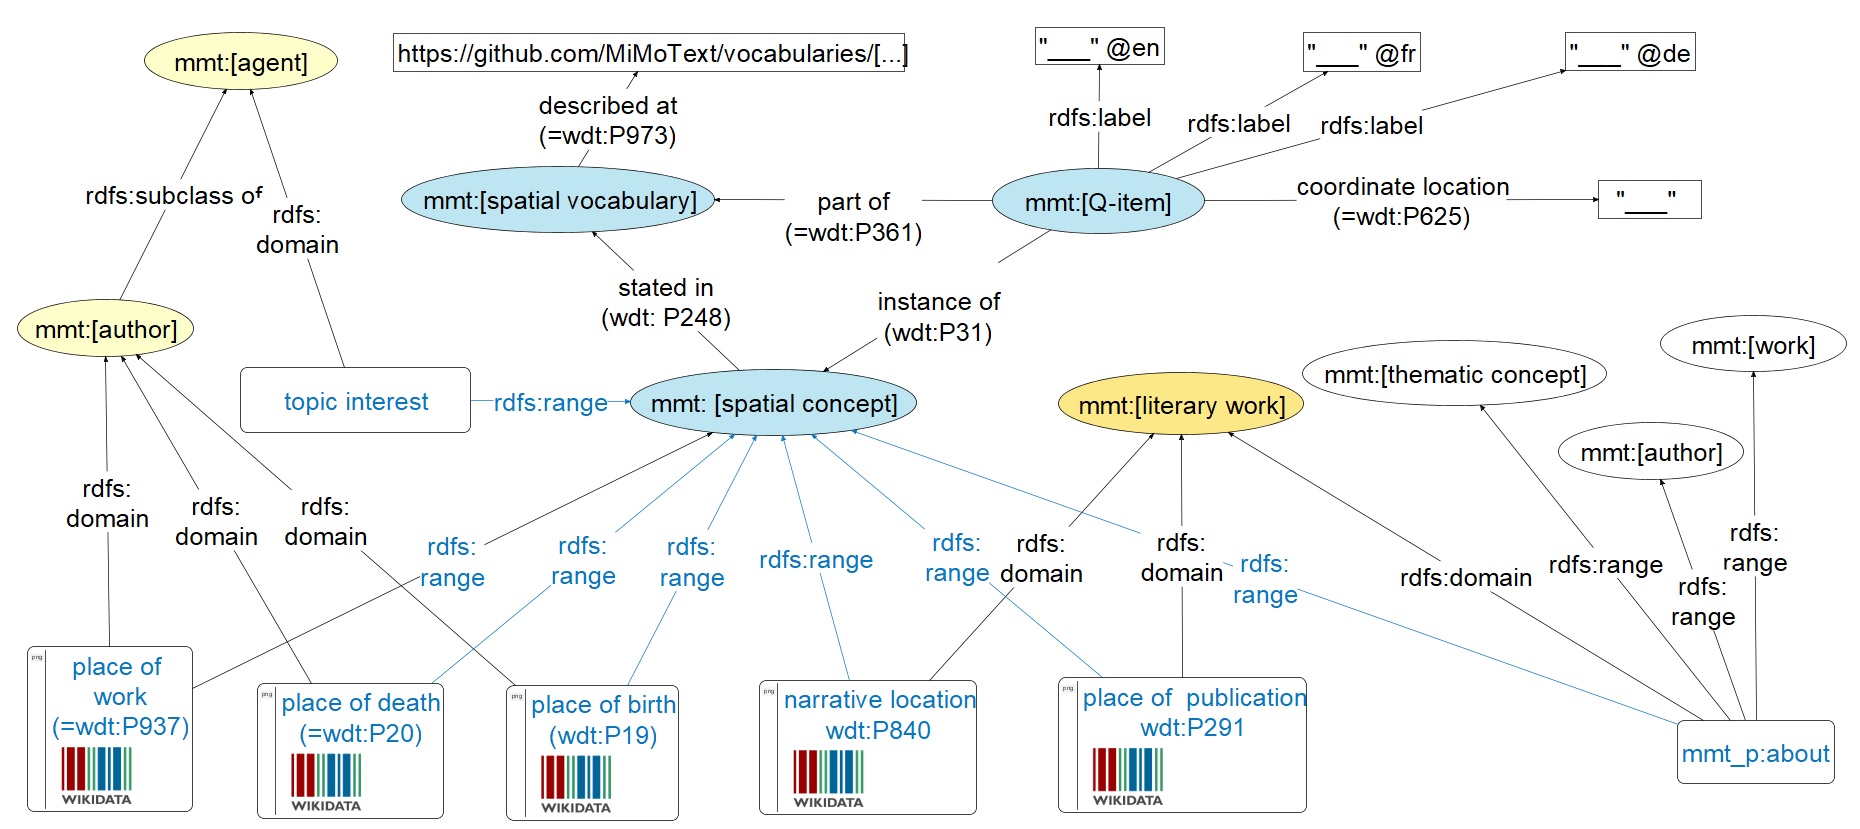 mmt:[agent]
https://github.com/MiMoText/vocabularies/[...]
"___" @en
"___" @fr
"___" @de
described at
(=wdt:P973)
rdfs:label
rdfs:label
rdfs:label
rdfs:subclass of
rdfs:
domain
mmt:[spatial vocabulary]
part of
(=wdt:P361)
mmt:[Q-item]
coordinate location
(=wdt:P625)
"___"
stated in
(wdt: P248)
instance of
(wdt:P31)
mmt:[author]
topic interest
rdfs:range
mmt: [spatial concept]
mmt:[literary work]
mmt:[thematic concept]
mmt:[work]
mmt:[author]
rdfs:
domain
rdfs:
domain
rdfs:
domain
rdfs:
range
rdfs:
range
rdfs:
range
rdfs:range
rdfs:
range
rdfs:
domain
rdfs:
domain
rdfs:
range
rdfs:domain
rdfs:range
rdfs:
range
rdfs:
range
png
place of
work
(=wdt:P937)
WIKIDATA
png
place of death
(=wdt:P20)
WIKIDATA
png
place of birth
(wdt:P19)
WIKIDATA
png
narrative location
wdt:P840
WIKIDATA
png
place of  publication
wdt:P291
WIKIDATA
mmt_p:about